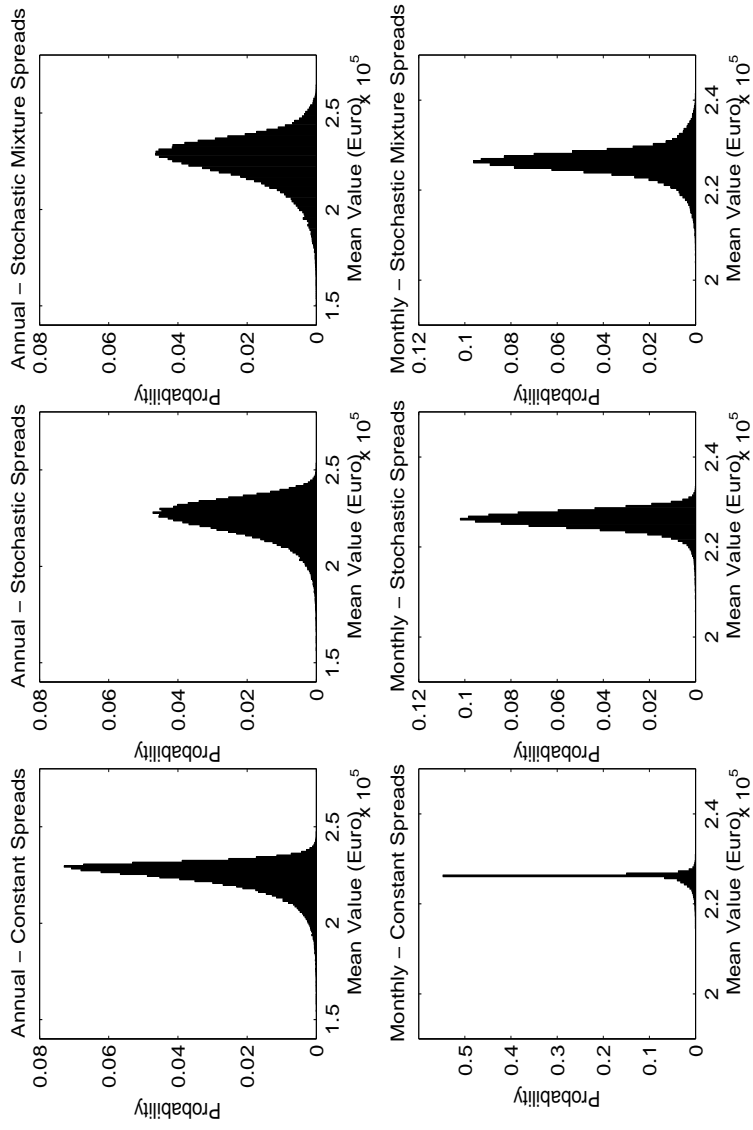 Annual – Constant Spreads
0.08
0.06
0.04
0.02
0
Probability
1.5
2
2.5
Mean Value (Euro)
x 10^5
Annual – Stochastic Spreads
0.08
0.06
0.04
0.02
0
Probability
1.5
2
2.5
Mean Value (Euro)
x 10^5
Annual – Stochastic Mixture Spreads
0.08
0.06
0.04
0.02
0
Probability
1.5
2
2.5
Mean Value (Euro)
x 10^5
Monthly – Constant Spreads
0.5
0.4
0.3
0.2
0.1
0
Probability
2
2.2
2.4
Mean Value (Euro)
x 10^5
Monthly – Stochastic Spreads
0.12
0.1
0.08
0.06
0.04
0.02
0
Probability
2
2.2
2.4
Mean Value (Euro)
x 10^5
Monthly – Stochastic Mixture Spreads
0.12
0.1
0.08
0.06
0.04
0.02
0
Probability
2
2.2
2.4
Mean Value (Euro)
x 10^5